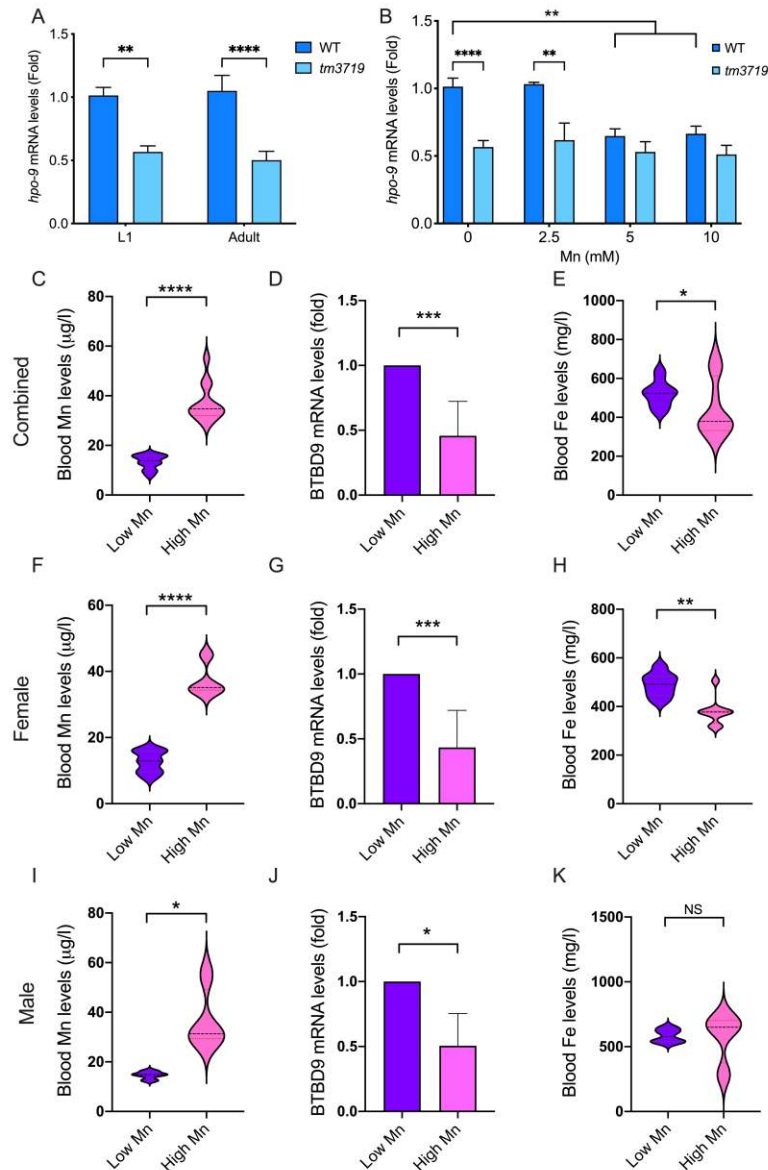 A
hpo-9 mRNA levels (Fold)
1.5
1.0
0.5
0.0
**
****
WT
tm3719
L1
Adult
B
hpo-9 mRNA levels (Fold)
1.5
1.0
0.5
0.0
**
****
**
WT
tm3719
0
2.5
5
10
Mn (mM)
Combined
C
Blood Mn levels (µg/l)
80
60
40
20
0
****
Low Mn
High Mn
D
BTBD9 mRNA levels (fold)
1.5
1.0
0.5
0.0
***
Low Mn
High Mn
E
Blood Fe levels (mg/l)
1000
800
600
400
200
0
*
Low Mn
High Mn
Female
F
Blood Mn levels (µg/l)
60
40
20
0
****
Low Mn
High Mn
G
BTBD9 mRNA levels (fold)
1.5
1.0
0.5
0.0
***
Low Mn
High Mn
H
Blood Fe levels (mg/l)
800
600
400
200
0
**
Low Mn
High Mn
Male
I
Blood Mn levels (µg/l)
80
60
40
20
0
*
Low Mn
High Mn
J
BTBD9 mRNA levels (fold)
1.5
1.0
0.5
0.0
*
Low Mn
High Mn
K
Blood Fe levels (mg/l)
1500
1000
500
0
NS
Low Mn
High Mn